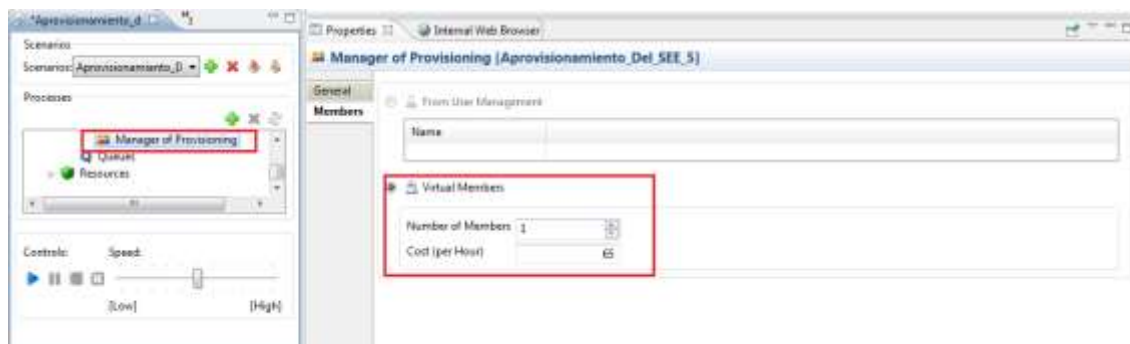 *Aprovisionamiento_d
Scenarios
Scenarios: Aprovisionamiento_D
Processes
Manager of Provisioning
Queues
Resources
Controls: Speed:
[Low] [High]
Properties Internal Web Browser
Manager of Provisioning [Aprovisionamiento_Del_SEE_5]
General
Members
From User Management
Name
Virtual Members
Number of Members 1
Cost (per Hour) 65